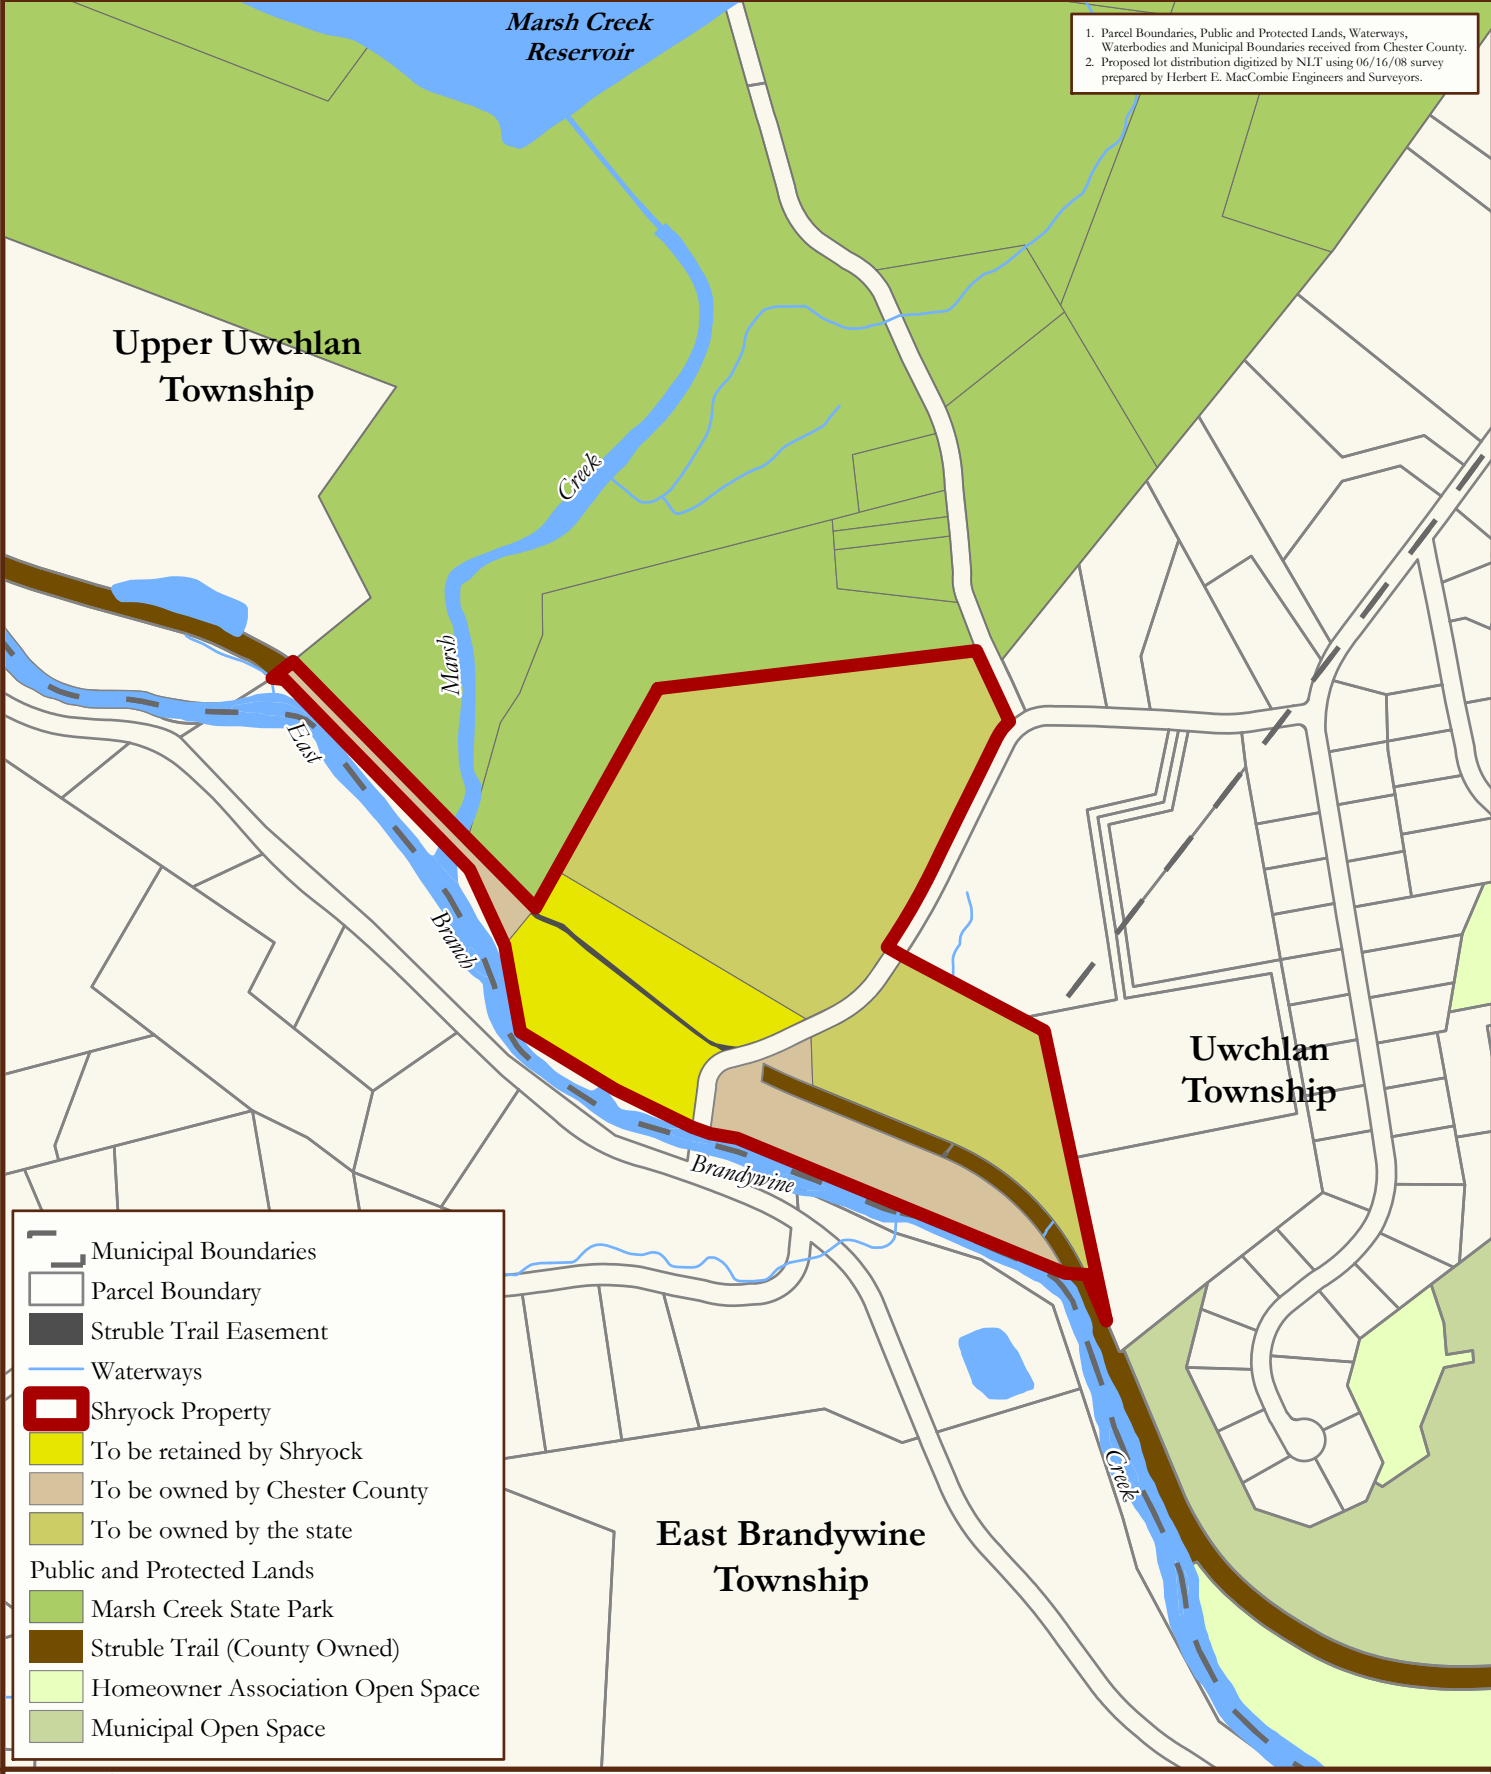 Marsh Creek
Reservoir
1. Parcel Boundaries, Public and Protected Lands, Waterways,
Waterbodies and Municipal Boundaries received from Chester County.
2. Proposed lot distribution digitized by NLT using 06/16/08 survey
prepared by Herbert E. MacCombie Engineers and Surveyors.
Upper Uwchlan
Township
Creek
Marsh
East
Branch
Uwchlan
Township
Brandywine
Creek
East Brandywine
Township
Municipal Boundaries
Parcel Boundary
Struble Trail Easement
Waterways
Shryock Property
To be retained by Shryock
To be owned by Chester County
To be owned by the state
Public and Protected Lands
Marsh Creek State Park
Struble Trail (County Owned)
Homeowner Association Open Space
Municipal Open Space